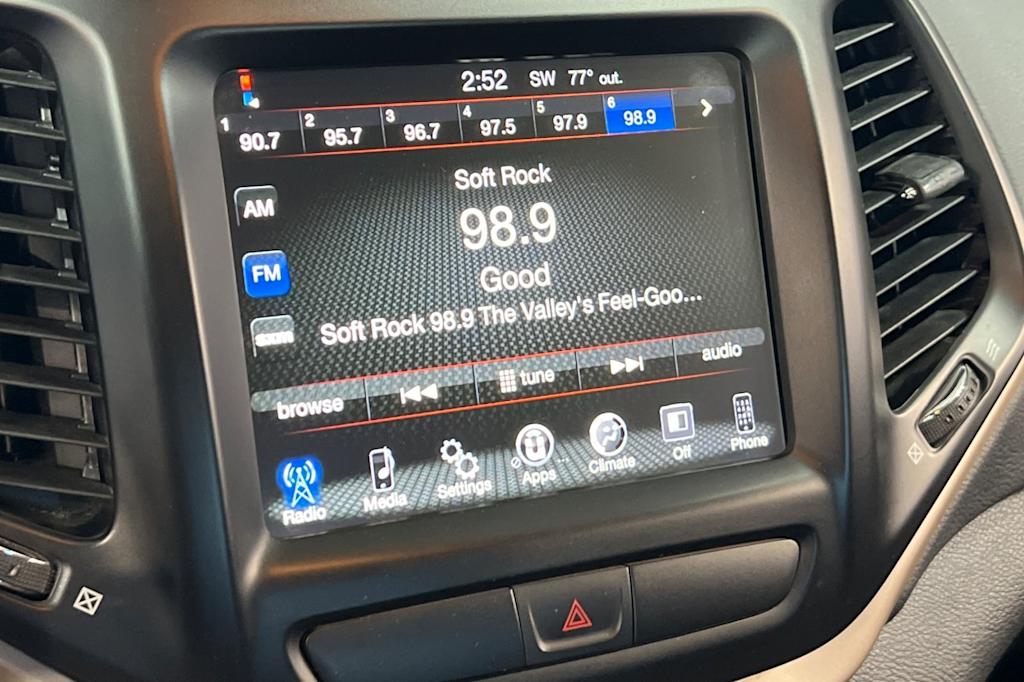 2:52 SW 77° out.
1 90.7 2 95.7 3 96.7 4 97.5 5 97.9 6 98.9
Soft Rock
AM
98.9
FM
Good
sxm
Soft Rock 98.9 The Valley's Feel-Goo...
browse tune audio
Radio Media Settings Apps Climate Off Phone